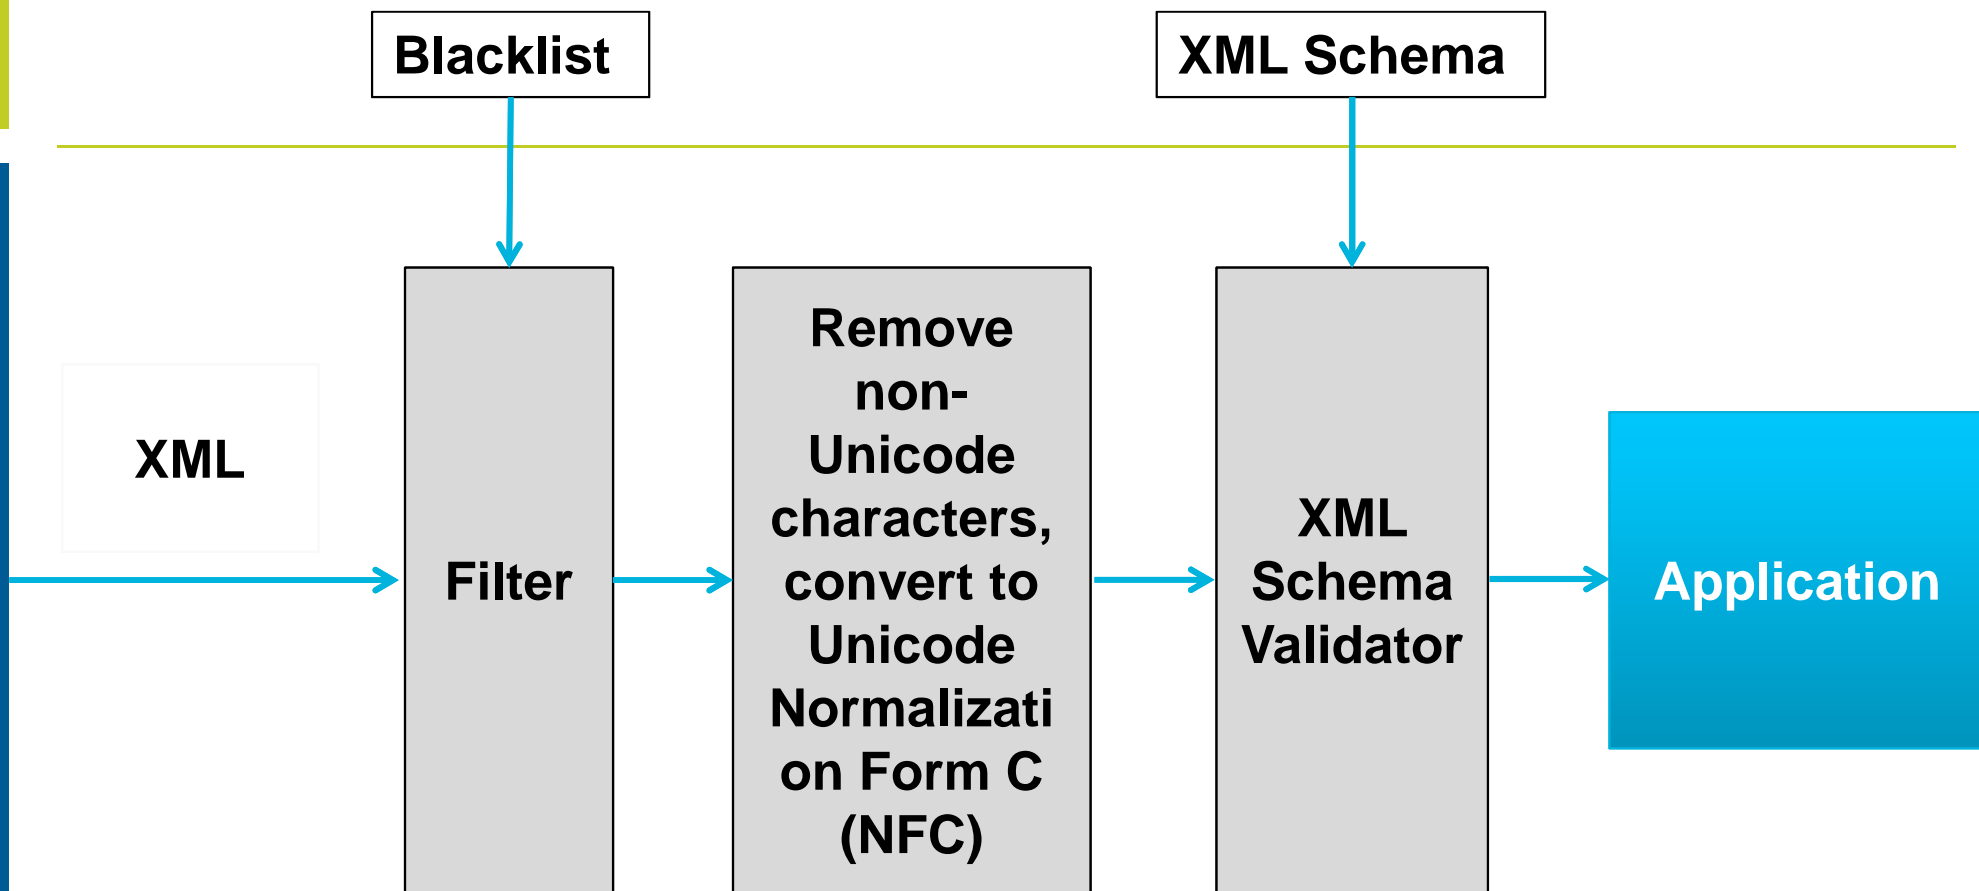 Blacklist
XML Schema
XML
Filter
Remove
non-
Unicode
characters,
convert to
Unicode
Normalizati
on Form C
(NFC)
XML
Schema
Validator
Application